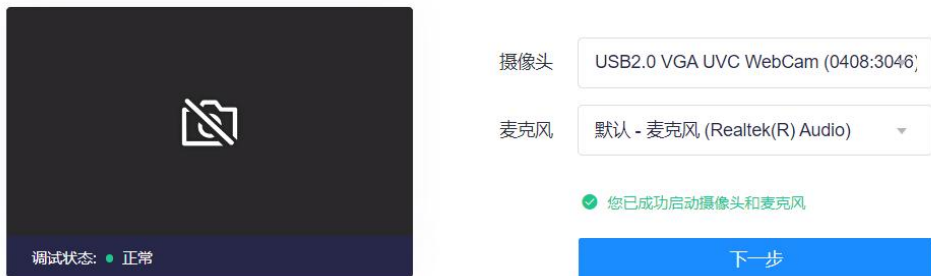 摄像头
USB2.0 VGA UVC WebCam (0408:3046)
麦克风
默认 - 麦克风 (Realtek(R) Audio)
您已成功启动摄像头和麦克风
调试状态: 正常
下一步